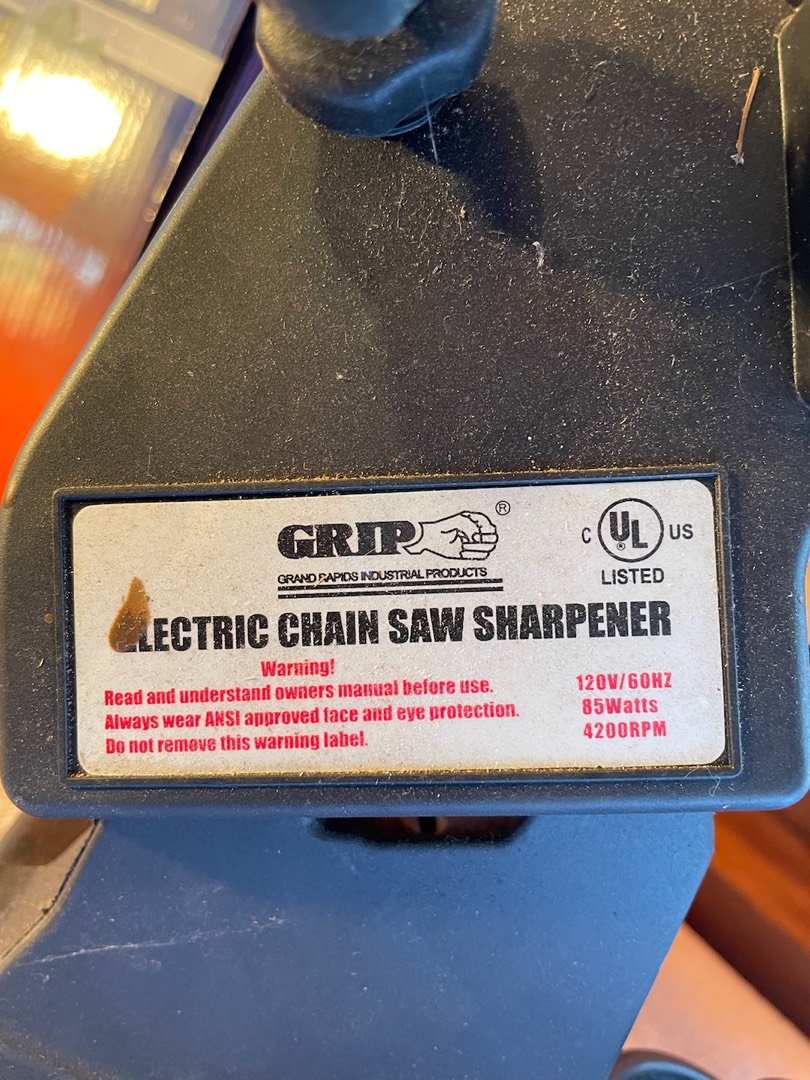 GRIP®
GRAND RAPIDS INDUSTRIAL PRODUCTS
C UL® US
LISTED
ELECTRIC CHAIN SAW SHARPENER
Warning!
Read and understand owners manual before use.
Always wear ANSI approved face and eye protection.
Do not remove this warning label.
120V/60HZ
85Watts
4200RPM